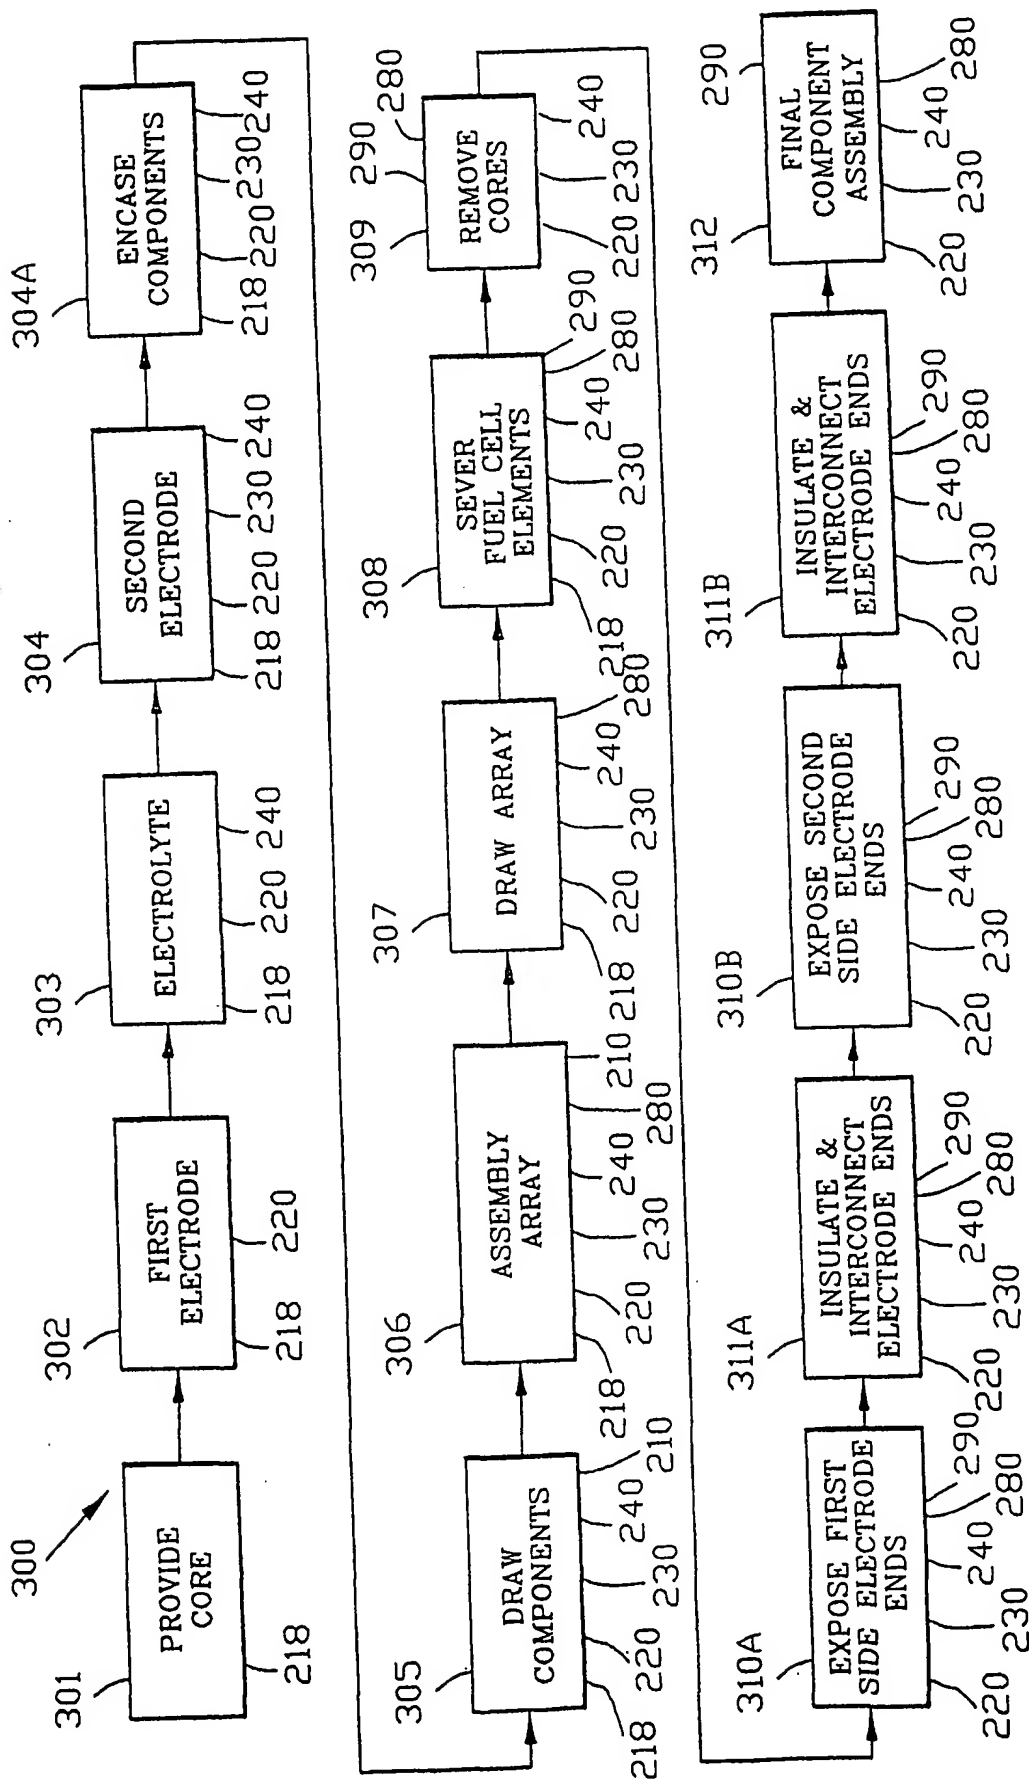 300
301
PROVIDE
CORE
218
302
FIRST
ELECTRODE
218
220
303
ELECTROLYTE
218
220
240
304
SECOND
ELECTRODE
218
220
230
240
304A
ENCASE
COMPONENTS
218
220
230
240
305
DRAW
COMPONENTS
218
220
230
240
210
306
ASSEMBLY
ARRAY
218
220
230
240
280
210
307
DRAW ARRAY
218
220
230
240
280
308
SEVER
FUEL CELL
ELEMENTS
218
220
230
240
280
290
309
290
280
REMOVE
CORES
220
230
240
310A
EXPOSE FIRST
SIDE ELECTRODE
ENDS
220
230
240
280
290
311A
INSULATE &
INTERCONNECT
ELECTRODE ENDS
220
230
240
280
290
310B
EXPOSE SECOND
SIDE ELECTRODE
ENDS
220
230
240
280
290
311B
INSULATE &
INTERCONNECT
ELECTRODE ENDS
220
230
240
280
290
312
290
FINAL
COMPONENT
ASSEMBLY
220
230
240
280